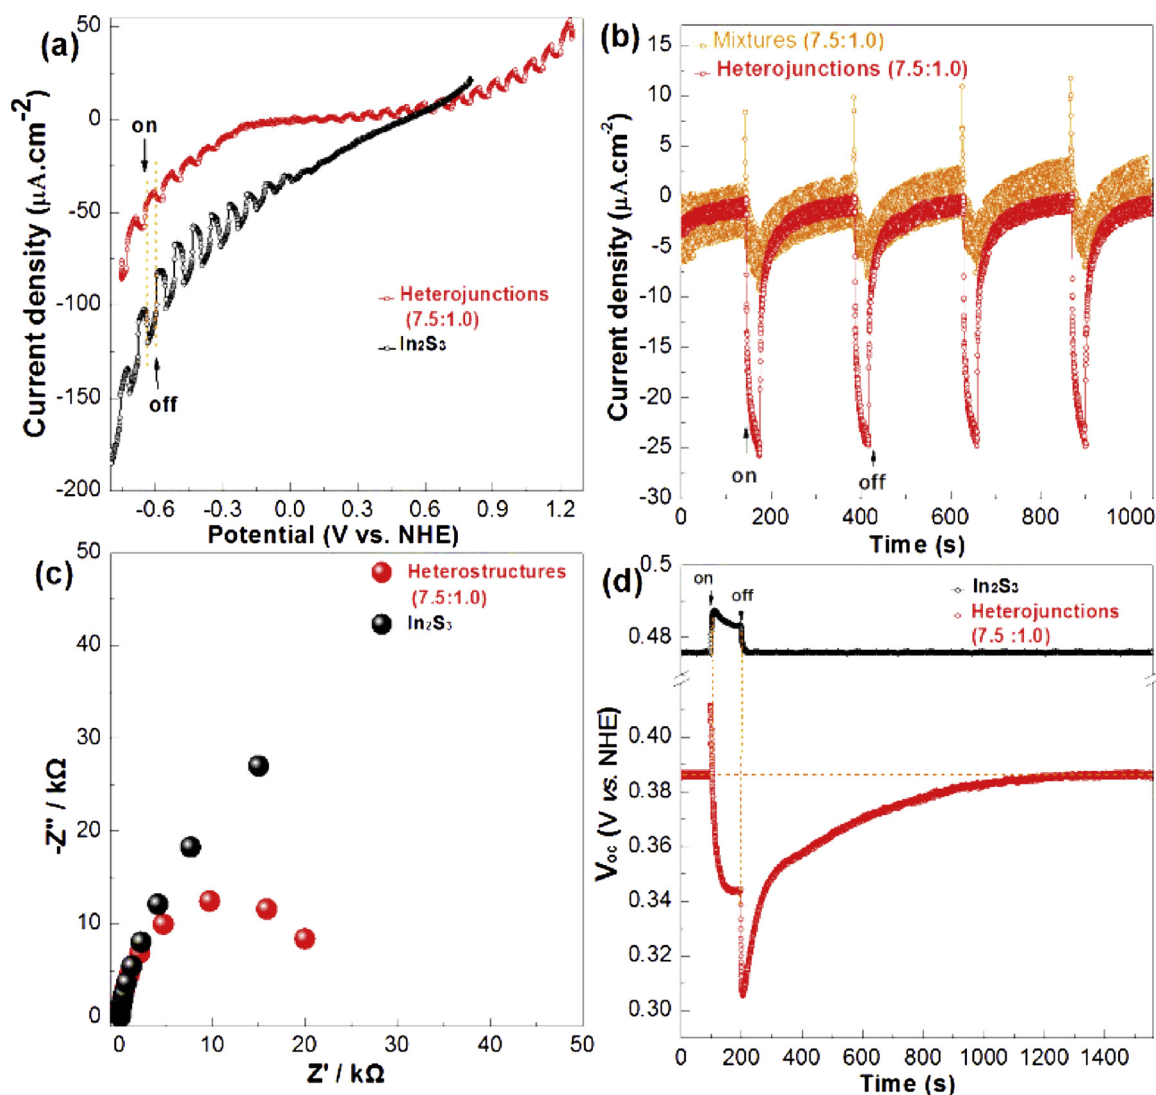 (a)
50
0
-50
-100
-150
-200
Current density (µA.cm-2)
on
off
Heterojunctions
(7.5:1.0)
In2S3
-0.6 -0.3 0.0 0.3 0.6 0.9 1.2
Potential (V vs. NHE)
(b)
15
10
5
0
-5
-10
-15
-20
-25
-30
Current density (µA.cm-2)
Mixtures (7.5:1.0)
Heterojunctions (7.5:1.0)
on
off
0 200 400 600 800 1000
Time (s)
(c)
50
40
30
20
10
0
-Z'' / kΩ
Heterostructures
(7.5:1.0)
In2S3
0 10 20 30 40 50
Z' / kΩ
(d)
0.5
0.48
0.40
0.38
0.36
0.34
0.32
0.30
Voc (V vs. NHE)
on
off
In2S3
Heterojunctions
(7.5 :1.0)
0 200 400 600 800 1000 1200 1400
Time (s)